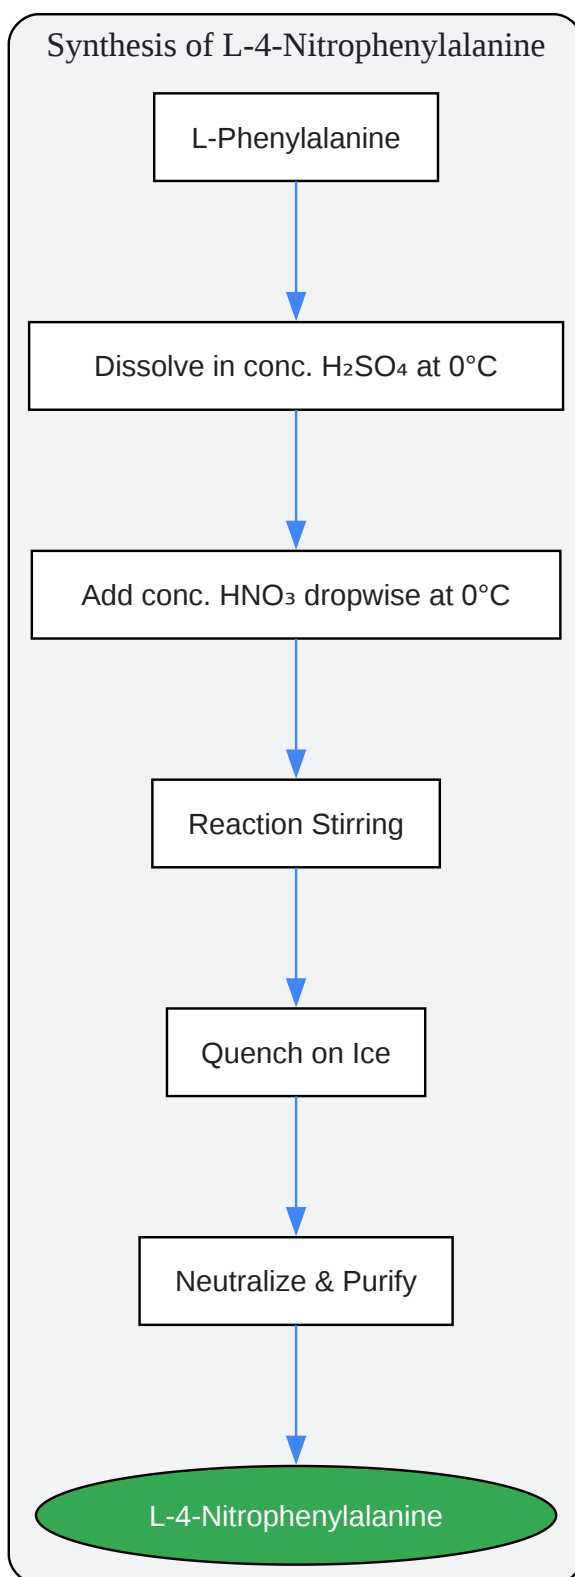 Synthesis of L-4-Nitrophenylalanine
L-Phenylalanine
Dissolve in conc. H₂SO₄ at 0°C
Add conc. HNO₃ dropwise at 0°C
Reaction Stirring
Quench on Ice
Neutralize & Purify
L-4-Nitrophenylalanine